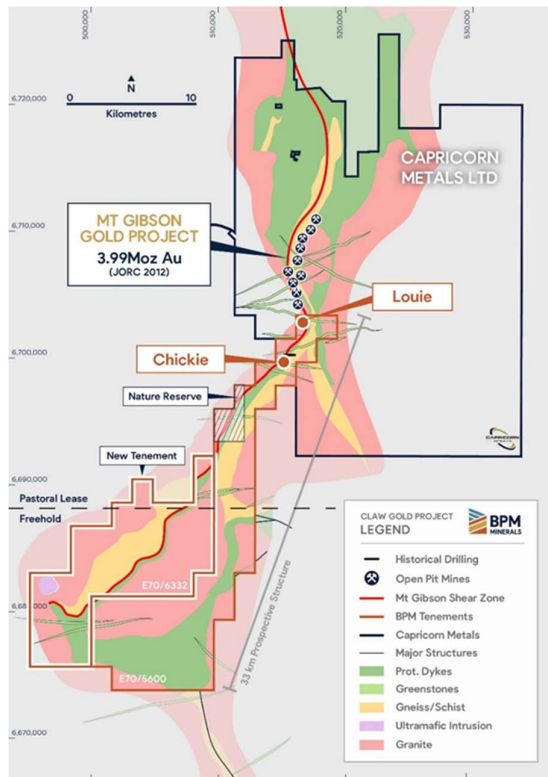 500,000
510,000
520,000
530,000
6,720,000
N
0 10
Kilometres
CAPRICORN
METALS LTD
6,710,000
MT GIBSON
GOLD PROJECT
3.99Moz Au
(JORC 2012)
Louie
6,700,000
Chickie
Nature Reserve
CAPRICORN
New Tenement
6,690,000
Pastoral Lease
Freehold
33 km Prospective Structure
E70/6332
6,680,000
E70/5600
6,670,000
CLAW GOLD PROJECT
LEGEND
BPM
MINERALS
Historical Drilling
Open Pit Mines
Mt Gibson Shear Zone
BPM Tenements
Capricorn Metals
Major Structures
Prot. Dykes
Greenstones
Gneiss/Schist
Ultramafic Intrusion
Granite